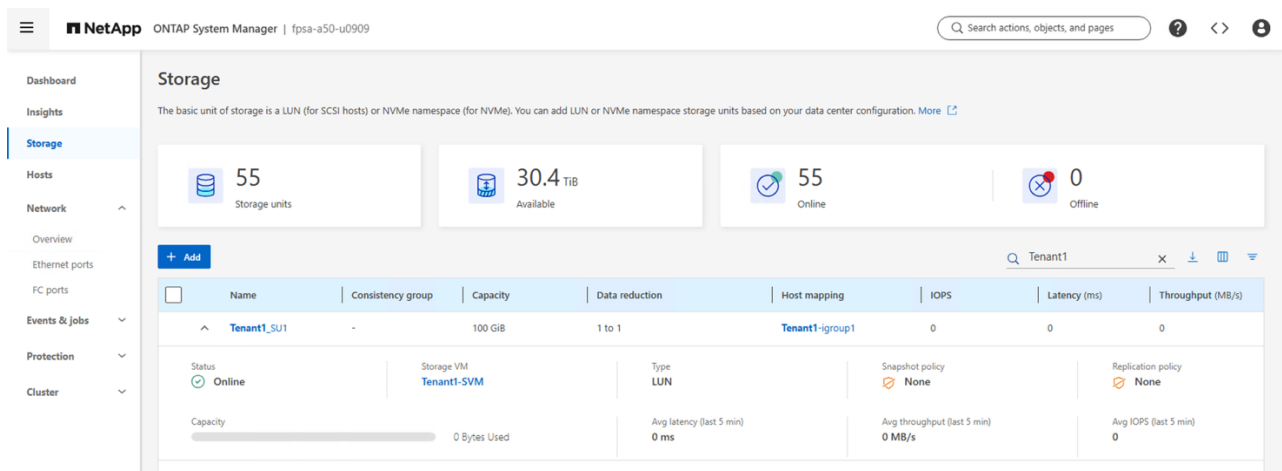 NetApp ONTAP System Manager | fpsa-a50-u0909
Search actions, objects, and pages
Dashboard
Insights
Storage
Hosts
Network
Overview
Ethernet ports
FC ports
Events & jobs
Protection
Cluster
Storage
The basic unit of storage is a LUN (for SCSI hosts) or NVMe namespace (for NVMe). You can add LUN or NVMe namespace storage units based on your data center configuration. More
55
Storage units
30.4 TiB
Available
55
Online
0
Offline
+ Add
Tenant1
Name Consistency group Capacity Data reduction Host mapping IOPS Latency (ms) Throughput (MB/s)
Tenant1_SU1 - 100 GiB 1 to 1 Tenant1-igroup1 0 0 0
Status Storage VM Type Snapshot policy Replication policy
Online Tenant1-SVM LUN None None
Capacity Avg latency (last 5 min) Avg throughput (last 5 min) Avg IOPS (last 5 min)
0 Bytes Used 0 ms 0 MB/s 0